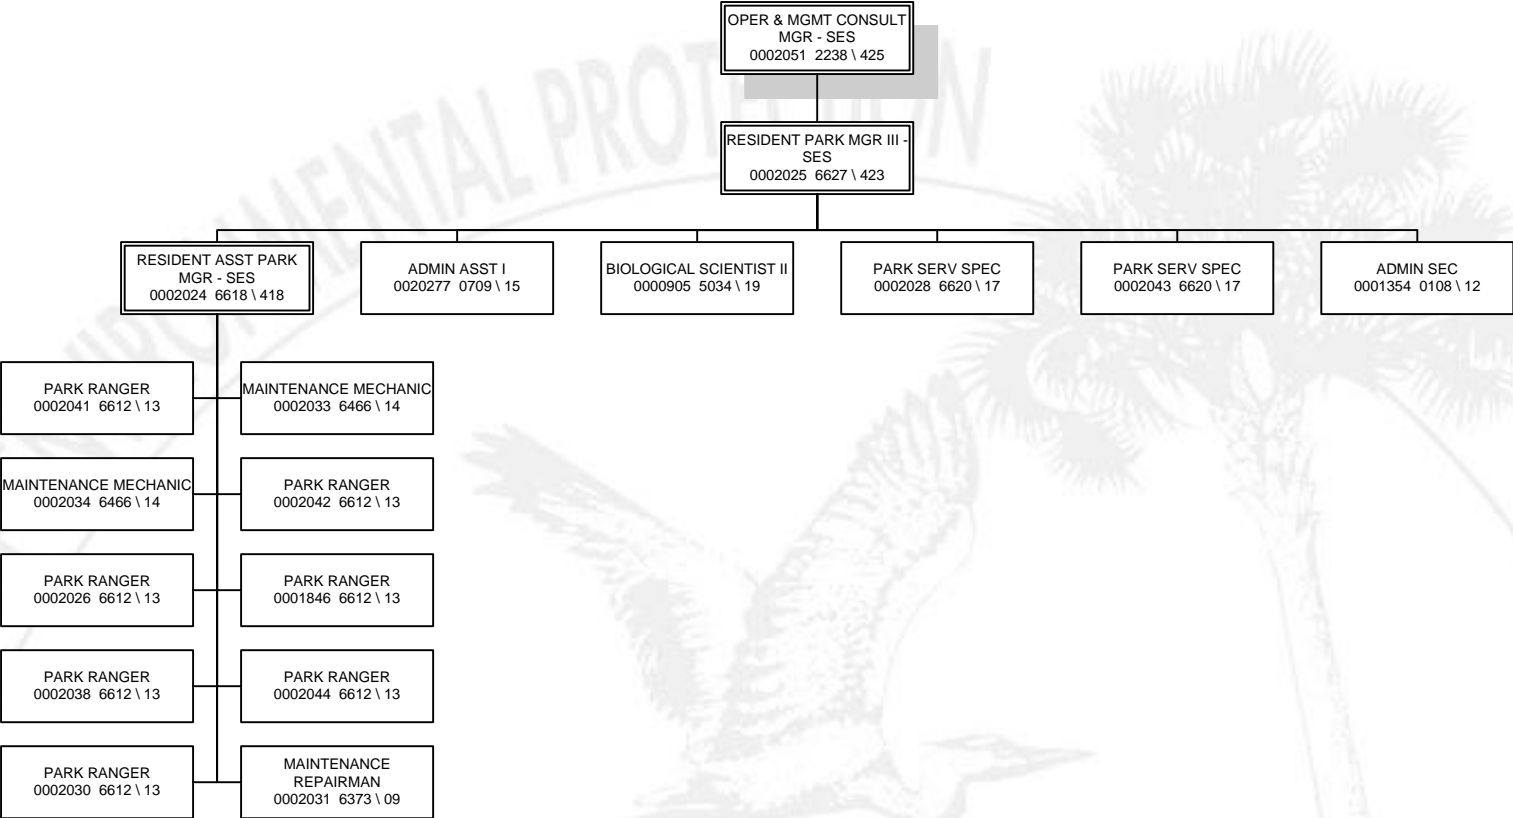 OPER & MGMT CONSULT
MGR - SES
0002051  2238 \ 425
RESIDENT PARK MGR III -
SES
0002025  6627 \ 423
RESIDENT ASST PARK
MGR - SES
0002024  6618 \ 418
ADMIN ASST I
0020277  0709 \ 15
BIOLOGICAL SCIENTIST II
0000905  5034 \ 19
PARK SERV SPEC
0002028  6620 \ 17
PARK SERV SPEC
0002043  6620 \ 17
ADMIN SEC
0001354  0108 \ 12
PARK RANGER
0002041  6612 \ 13
MAINTENANCE MECHANIC
0002033  6466 \ 14
MAINTENANCE MECHANIC
0002034  6466 \ 14
PARK RANGER
0002042  6612 \ 13
PARK RANGER
0002026  6612 \ 13
PARK RANGER
0001846  6612 \ 13
PARK RANGER
0002038  6612 \ 13
PARK RANGER
0002044  6612 \ 13
PARK RANGER
0002030  6612 \ 13
MAINTENANCE
REPAIRMAN
0002031  6373 \ 09
ENVIRONMENTAL PROTECTION